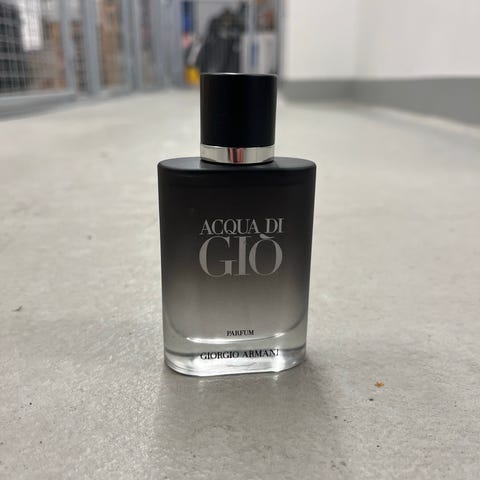 ACQUA DI
GIÒ
PARFUM
GIORGIO ARMANI